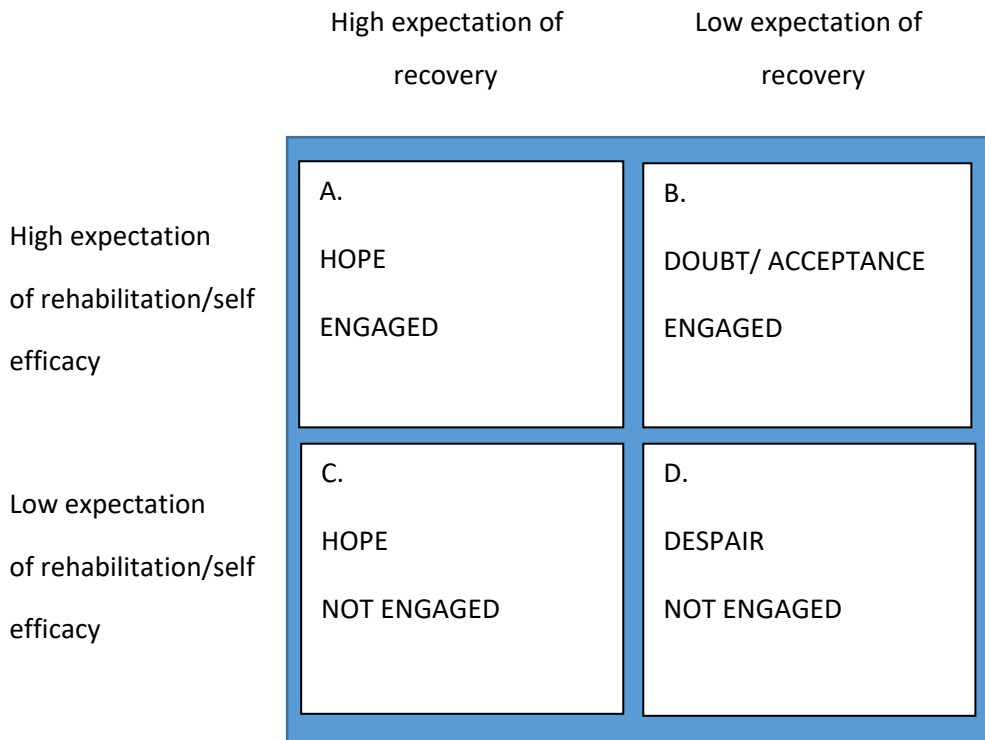 High expectation of
recovery
Low expectation of
recovery
High expectation
of rehabilitation/self
efficacy
A.
HOPE
ENGAGED
B.
DOUBT/ ACCEPTANCE
ENGAGED
Low expectation
of rehabilitation/self
efficacy
C.
HOPE
NOT ENGAGED
D.
DESPAIR
NOT ENGAGED